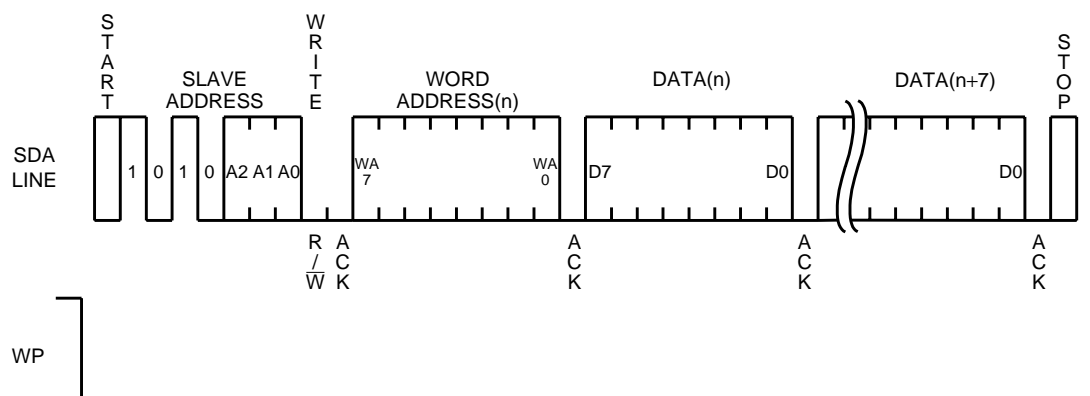 START
SLAVE
ADDRESS
WRITE
WORD
ADDRESS(n)
DATA(n)
DATA(n+7)
STOP
SDA
LINE
1
0
1
0
A2 A1 A0
WA
7
WA
0
D7
D0
D0
R/W
ACK
ACK
ACK
ACK
WP